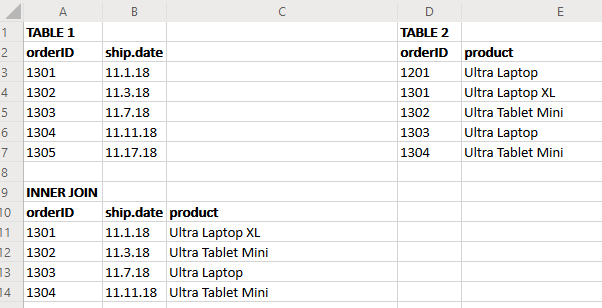 A B C D E
1 TABLE 1 TABLE 2
2 orderID ship.date orderID product
3 1301 11.1.18 1201 Ultra Laptop
4 1302 11.3.18 1301 Ultra Laptop XL
5 1303 11.7.18 1302 Ultra Tablet Mini
6 1304 11.11.18 1303 Ultra Laptop
7 1305 11.17.18 1304 Ultra Tablet Mini
8
9 INNER JOIN
10 orderID ship.date product
11 1301 11.1.18 Ultra Laptop XL
12 1302 11.3.18 Ultra Tablet Mini
13 1303 11.7.18 Ultra Laptop
14 1304 11.11.18 Ultra Tablet Mini